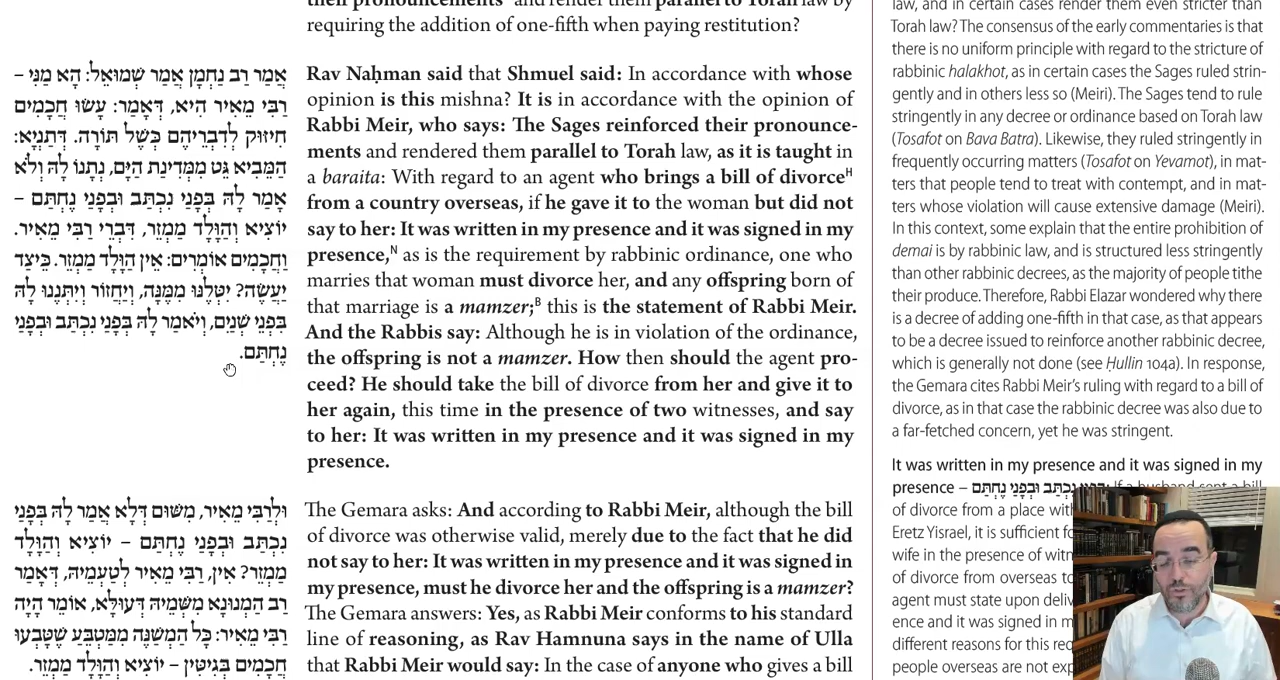 their pronouncements and render them parallel to Torah law by
requiring the addition of one-fifth when paying restitution?
אֲמַר רַב נַחְמָן אֲמַר שְׁמוּאֵל: הָא מַנִּי –
רַבִּי מֵאִיר הִיא, דְּאָמַר: עָשׂוּ חֲכָמִים
חִיזּוּק לְדִבְרֵיהֶם כְּשֶׁל תּוֹרָה. דְּתַנְיָא:
הַמֵּבִיא גֵּט מִמְּדִינַת הַיָּם, נְתָנוֹ לָהּ וְלֹא
אָמַר לָהּ בְּפָנַי נִכְתַּב וּבְפָנַי נֶחְתַּם –
יוֹצִיא וְהַוָּלָד מַמְזֵר, דִּבְרֵי רַבִּי מֵאִיר.
וַחֲכָמִים אוֹמְרִים: אֵין הַוָּלָד מַמְזֵר. כֵּיצַד
יַעֲשֶׂה? יִטְּלֶנּוּ מִמֶּנָּה, וְיַחֲזוֹר וְיִתְּנֶנּוּ לָהּ
בִּפְנֵי שְׁנַיִם, וְיֹאמַר לָהּ בְּפָנַי נִכְתַּב וּבְפָנַי
נֶחְתַּם.
Rav Naḥman said that Shmuel said: In accordance with whose
opinion is this mishna? It is in accordance with the opinion of
Rabbi Meir, who says: The Sages reinforced their pronounce-
ments and rendered them parallel to Torah law, as it is taught in
a baraita: With regard to an agent who brings a bill of divorceᴴ
from a country overseas, if he gave it to the woman but did not
say to her: It was written in my presence and it was signed in my
presence,ᴺ as is the requirement by rabbinic ordinance, one who
marries that woman must divorce her, and any offspring born of
that marriage is a mamzer;ᴮ this is the statement of Rabbi Meir.
And the Rabbis say: Although he is in violation of the ordinance,
the offspring is not a mamzer. How then should the agent pro-
ceed? He should take the bill of divorce from her and give it to
her again, this time in the presence of two witnesses, and say
to her: It was written in my presence and it was signed in my
presence.
וּלְרַבִּי מֵאִיר, מִשּׁוּם דְּלָא אֲמַר לָהּ בְּפָנַי
נִכְתַּב וּבְפָנַי נֶחְתַּם – יוֹצִיא וְהַוָּלָד
מַמְזֵר? אִין, רַבִּי מֵאִיר לְטַעְמֵיהּ, דְּאָמַר
רַב הַמְנוּנָא מִשְּׁמֵיהּ דְּעוּלָּא, אוֹמֵר הָיָה
רַבִּי מֵאִיר: כָּל הַמְשַׁנֶּה מִמַּטְבֵּעַ שֶׁטָּבְעוּ
חֲכָמִים בְּגִיטִּין – יוֹצִיא וְהַוָּלָד מַמְזֵר.
The Gemara asks: And according to Rabbi Meir, although the bill
of divorce was otherwise valid, merely due to the fact that he did
not say to her: It was written in my presence and it was signed in
my presence, must he divorce her and the offspring is a mamzer?
The Gemara answers: Yes, as Rabbi Meir conforms to his standard
line of reasoning, as Rav Hamnuna says in the name of Ulla
that Rabbi Meir would say: In the case of anyone who gives a bill
law, and in certain cases render them even stricter than
Torah law? The consensus of the early commentaries is that
there is no uniform principle with regard to the stricture of
rabbinic halakhot, as in certain cases the Sages ruled strin-
gently and in others less so (Meiri). The Sages tend to rule
stringently in any decree or ordinance based on Torah law
(Tosafot on Bava Batra). Likewise, they ruled stringently in
frequently occurring matters (Tosafot on Yevamot), in mat-
ters that people tend to treat with contempt, and in mat-
ters whose violation will cause extensive damage (Meiri).
In this context, some explain that the entire prohibition of
demai is by rabbinic law, and is structured less stringently
than other rabbinic decrees, as the majority of people tithe
their produce. Therefore, Rabbi Elazar wondered why there
is a decree of adding one-fifth in that case, as that appears
to be a decree issued to reinforce another rabbinic decree,
which is generally not done (see Ḥullin 104a). In response,
the Gemara cites Rabbi Meir's ruling with regard to a bill of
divorce, as in that case the rabbinic decree was also due to
a far-fetched concern, yet he was stringent.
It was written in my presence and it was signed in my
presence – נִכְתַּב וּבְפָנַי נֶחְתַּם
of divorce from a place
Eretz Yisrael, it is sufficient
wife in the presence of
of divorce from overseas
agent must state upon
ence and it was signed in
different reasons for this
people overseas are not